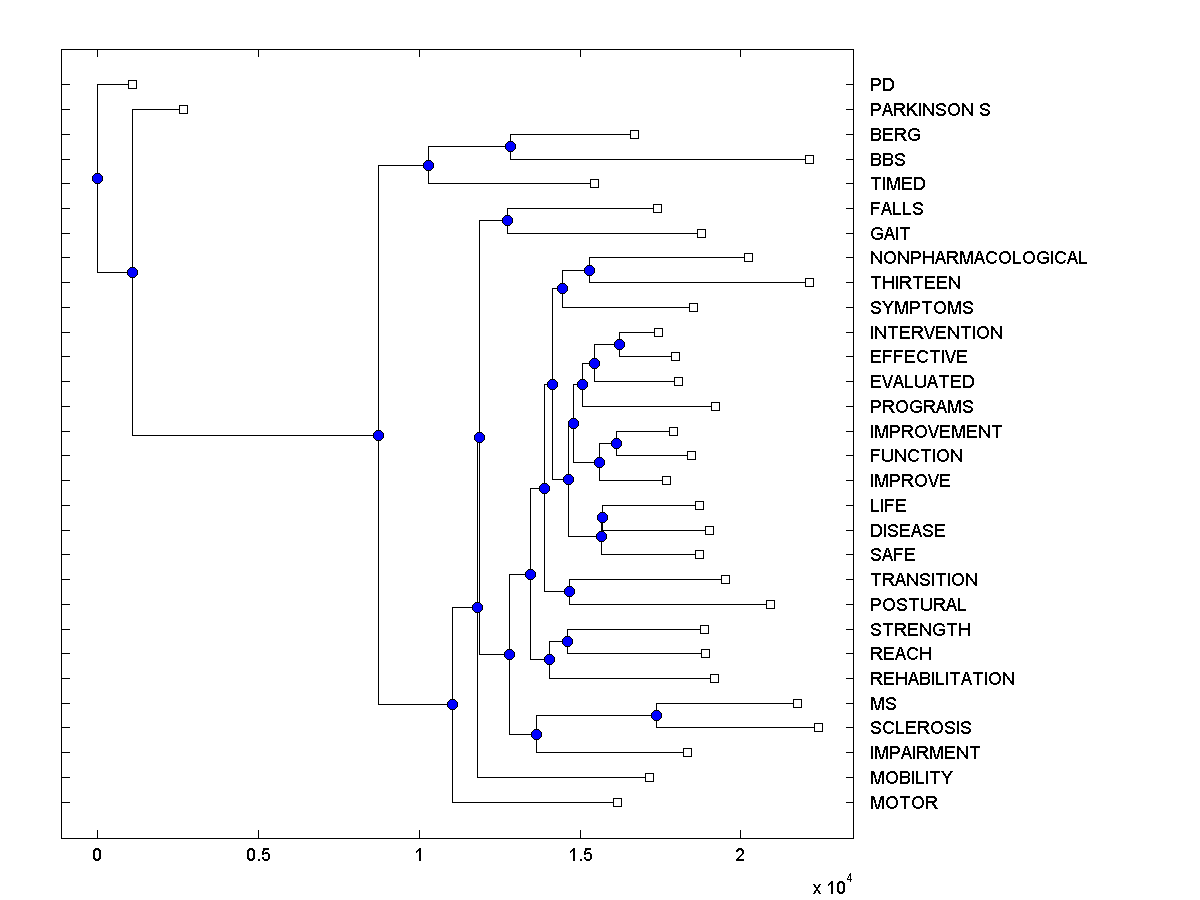 PD
PARKINSON S
BERG
BBS
TIMED
FALLS
GAIT
NONPHARMACOLOGICAL
THIRTEEN
SYMPTOMS
INTERVENTION
EFFECTIVE
EVALUATED
PROGRAMS
IMPROVEMENT
FUNCTION
IMPROVE
LIFE
DISEASE
SAFE
TRANSITION
POSTURAL
STRENGTH
REACH
REHABILITATION
MS
SCLEROSIS
IMPAIRMENT
MOBILITY
MOTOR
0 0.5 1 1.5 2
x 10^4